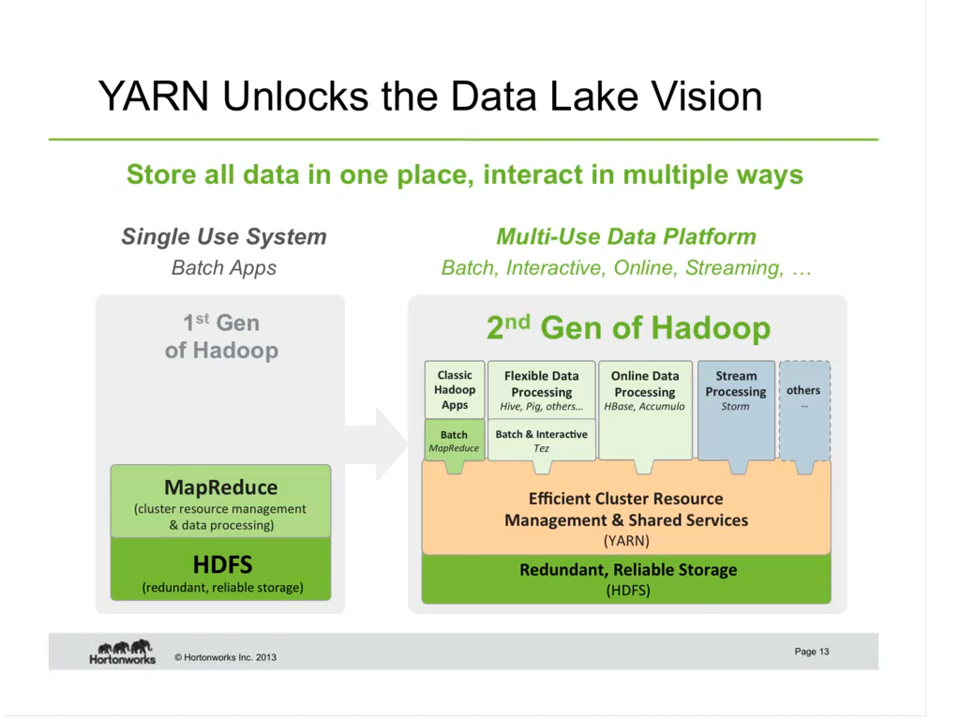 YARN Unlocks the Data Lake Vision
Store all data in one place, interact in multiple ways
Single Use System
Batch Apps
Multi-Use Data Platform
Batch, Interactive, Online, Streaming, …
1st Gen
of Hadoop
MapReduce
(cluster resource management
& data processing)
HDFS
(redundant, reliable storage)
2nd Gen of Hadoop
Classic
Hadoop
Apps
Batch
MapReduce
Flexible Data
Processing
Hive, Pig, others…
Batch & Interactive
Tez
Online Data
Processing
HBase, Accumulo
Stream
Processing
Storm
others
…
Efficient Cluster Resource
Management & Shared Services
(YARN)
Redundant, Reliable Storage
(HDFS)
Hortonworks
© Hortonworks Inc. 2013
Page 13